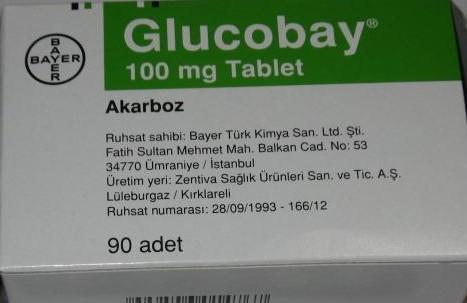 BAYER
BAYER
Glucobay®
100 mg Tablet
Akarboz
Ruhsat sahibi: Bayer Türk Kimya San. Ltd. Şti.
Fatih Sultan Mehmet Mah. Balkan Cad. No: 53
34770 Ümraniye / İstanbul
Üretim yeri: Zentiva Sağlık Ürünleri San. ve Tic. A.Ş.
Lüleburgaz / Kırklareli
Ruhsat numarası: 28/09/1993 - 166/12
90 adet